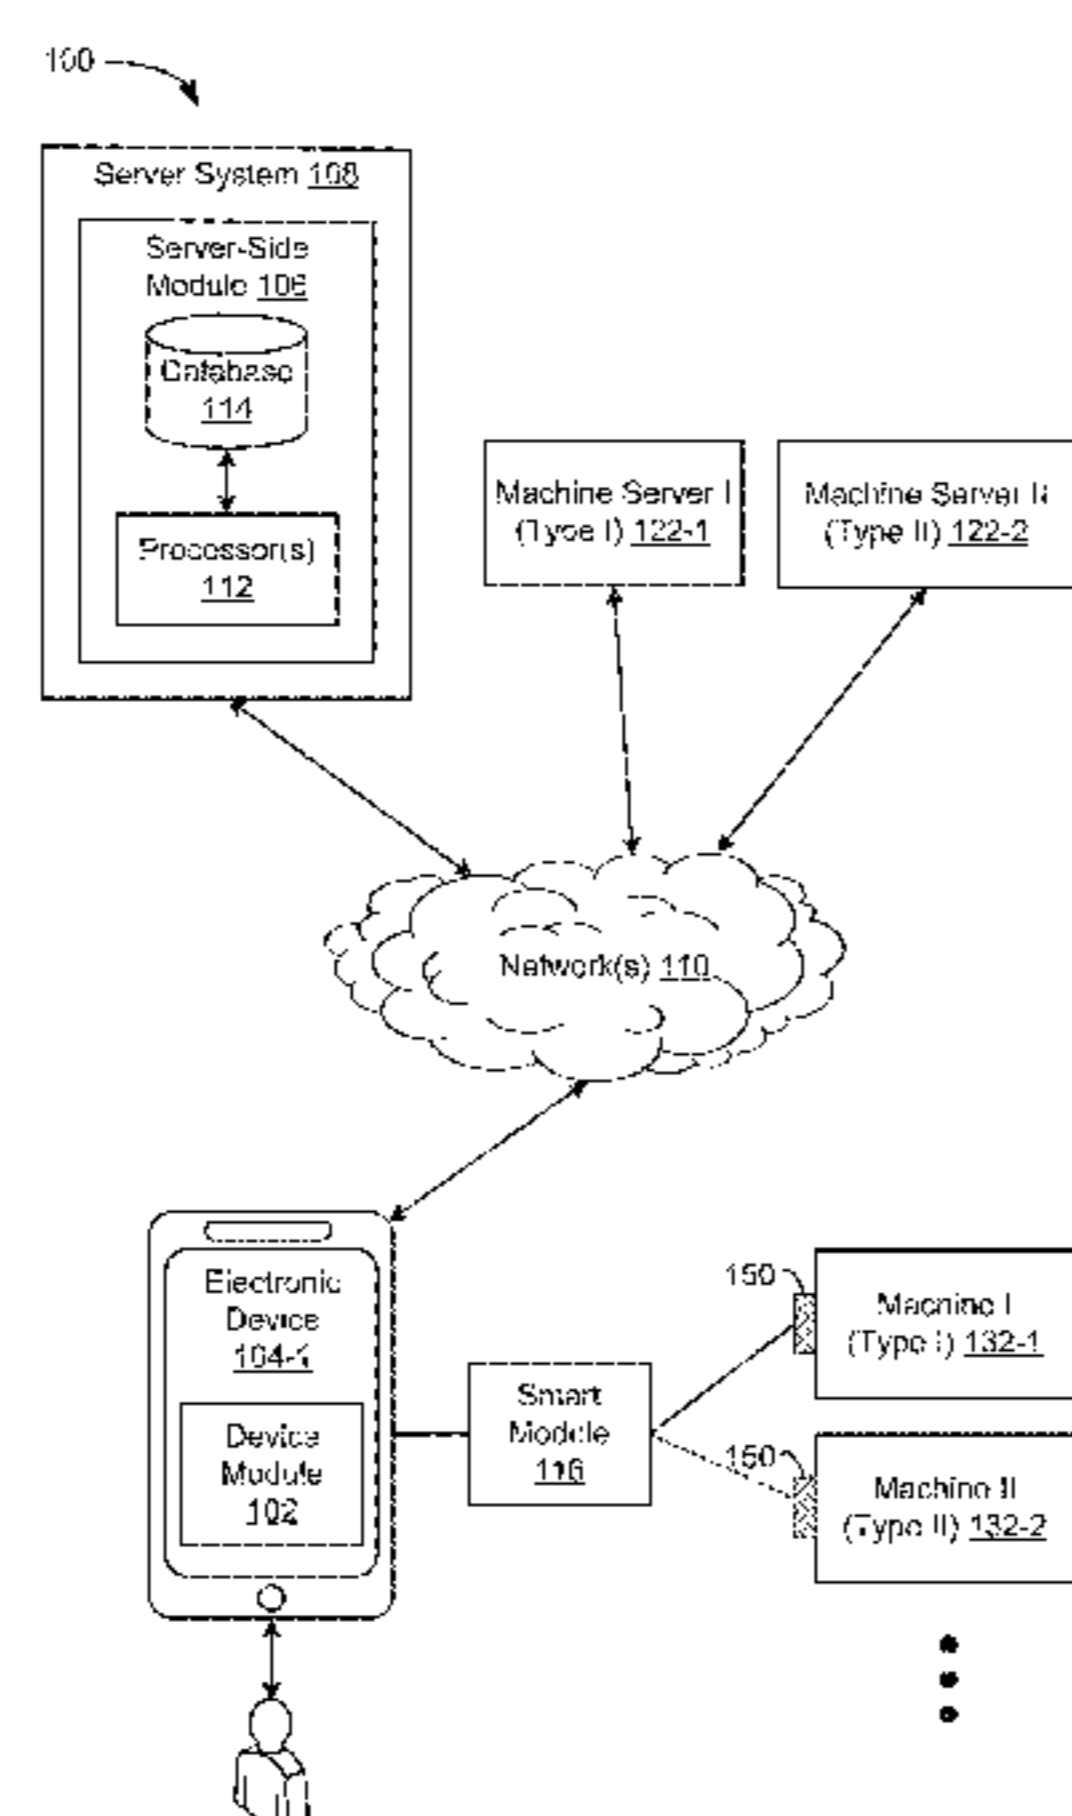 100
Server System 108
Server-Side
Module 106
Database
114
Processor(s)
112
Machine Server I
(Type I) 122-1
Machine Server II
(Type II) 122-2
Network(s) 110
Electronic
Device
104-1
Device
Module
102
Smart
Module
116
150
Machine I
(Type I) 132-1
150
Machine II
(Type II) 132-2